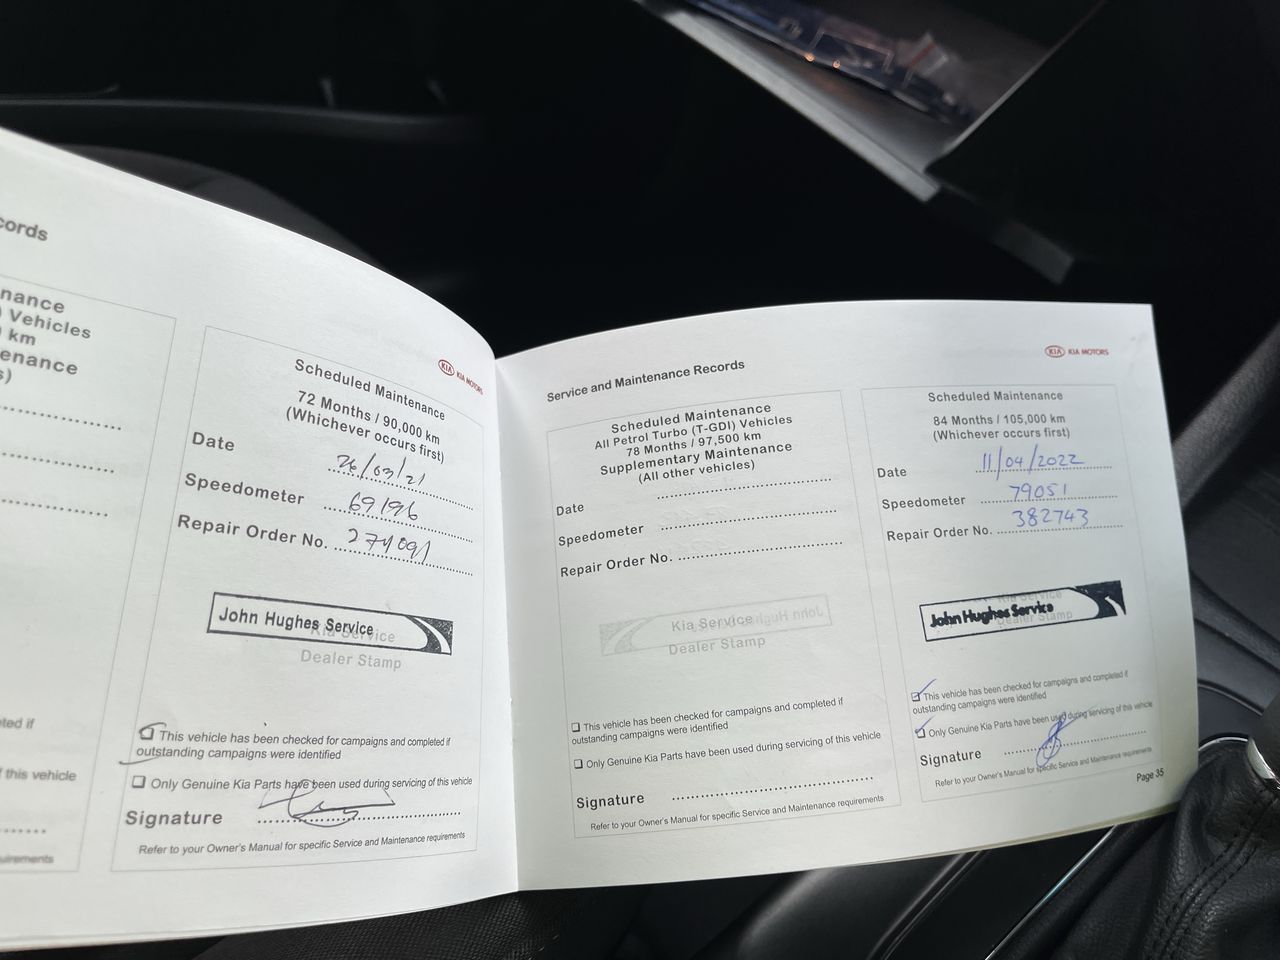 cords
nance
) Vehicles
km
enance
s)
ted if
f this vehicle
uirements
KIA KIA MOTORS
Scheduled Maintenance
72 Months / 90,000 km
(Whichever occurs first)
Date 26/03/21
Speedometer 69196
Repair Order No. 274091
John Hughes Service
Kia Service
Dealer Stamp
This vehicle has been checked for campaigns and completed if
outstanding campaigns were identified
Only Genuine Kia Parts have been used during servicing of this vehicle
Signature
Refer to your Owner's Manual for specific Service and Maintenance requirements
Service and Maintenance Records
Scheduled Maintenance
All Petrol Turbo (T-GDI) Vehicles
78 Months / 97,500 km
Supplementary Maintenance
(All other vehicles)
Date
Speedometer
Repair Order No.
Kia Service
Dealer Stamp
This vehicle has been checked for campaigns and completed if
outstanding campaigns were identified
Only Genuine Kia Parts have been used during servicing of this vehicle
Signature
Refer to your Owner's Manual for specific Service and Maintenance requirements
KIA KIA MOTORS
Scheduled Maintenance
84 Months / 105,000 km
(Whichever occurs first)
Date 11/04/2022
Speedometer 79051
Repair Order No. 382743
John Hughes Service
Kia Service
Dealer Stamp
This vehicle has been checked for campaigns and completed if
outstanding campaigns were identified
Only Genuine Kia Parts have been used during servicing of this vehicle
Signature
Refer to your Owner's Manual for specific Service and Maintenance requirements
Page 35